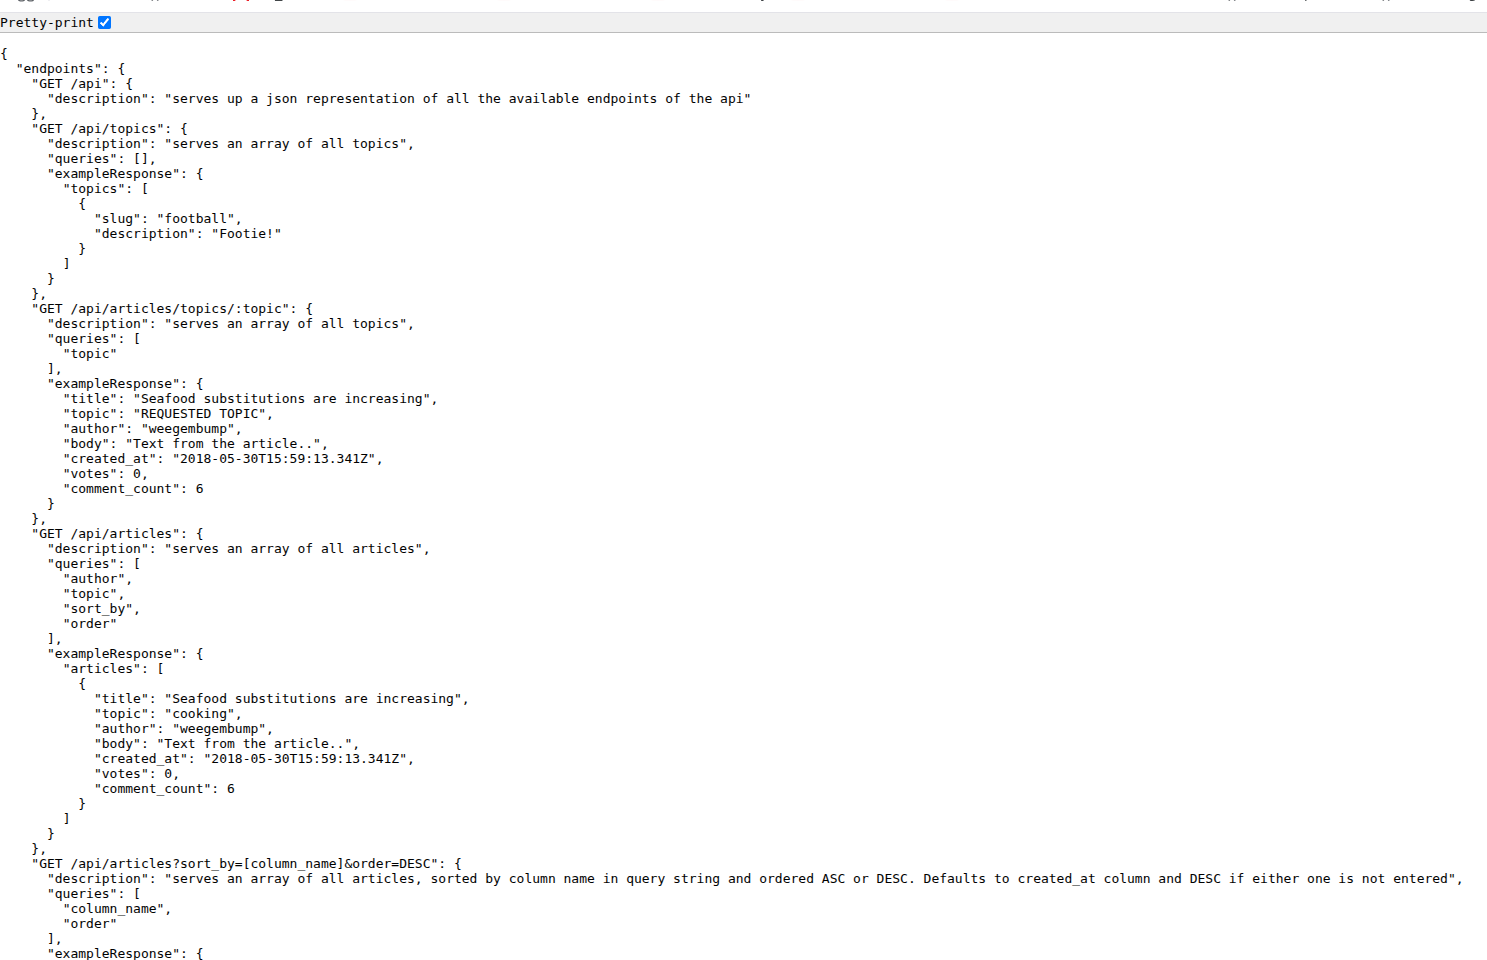 Pretty-print
{
  "endpoints": {
    "GET /api": {
      "description": "serves up a json representation of all the available endpoints of the api"
    },
    "GET /api/topics": {
      "description": "serves an array of all topics",
      "queries": [],
      "exampleResponse": {
        "topics": [
          {
            "slug": "football",
            "description": "Footie!"
          }
        ]
      }
    },
    "GET /api/articles/topics/:topic": {
      "description": "serves an array of all topics",
      "queries": [
        "topic"
      ],
      "exampleResponse": {
        "title": "Seafood substitutions are increasing",
        "topic": "REQUESTED TOPIC",
        "author": "weegembump",
        "body": "Text from the article..",
        "created_at": "2018-05-30T15:59:13.341Z",
        "votes": 0,
        "comment_count": 6
      }
    },
    "GET /api/articles": {
      "description": "serves an array of all articles",
      "queries": [
        "author",
        "topic",
        "sort_by",
        "order"
      ],
      "exampleResponse": {
        "articles": [
          {
            "title": "Seafood substitutions are increasing",
            "topic": "cooking",
            "author": "weegembump",
            "body": "Text from the article..",
            "created_at": "2018-05-30T15:59:13.341Z",
            "votes": 0,
            "comment_count": 6
          }
        ]
      }
    },
    "GET /api/articles?sort_by=[column_name]&order=DESC": {
      "description": "serves an array of all articles, sorted by column name in query string and ordered ASC or DESC. Defaults to created_at column and DESC if either one is not entered",
      "queries": [
        "column_name",
        "order"
      ],
      "exampleResponse": {